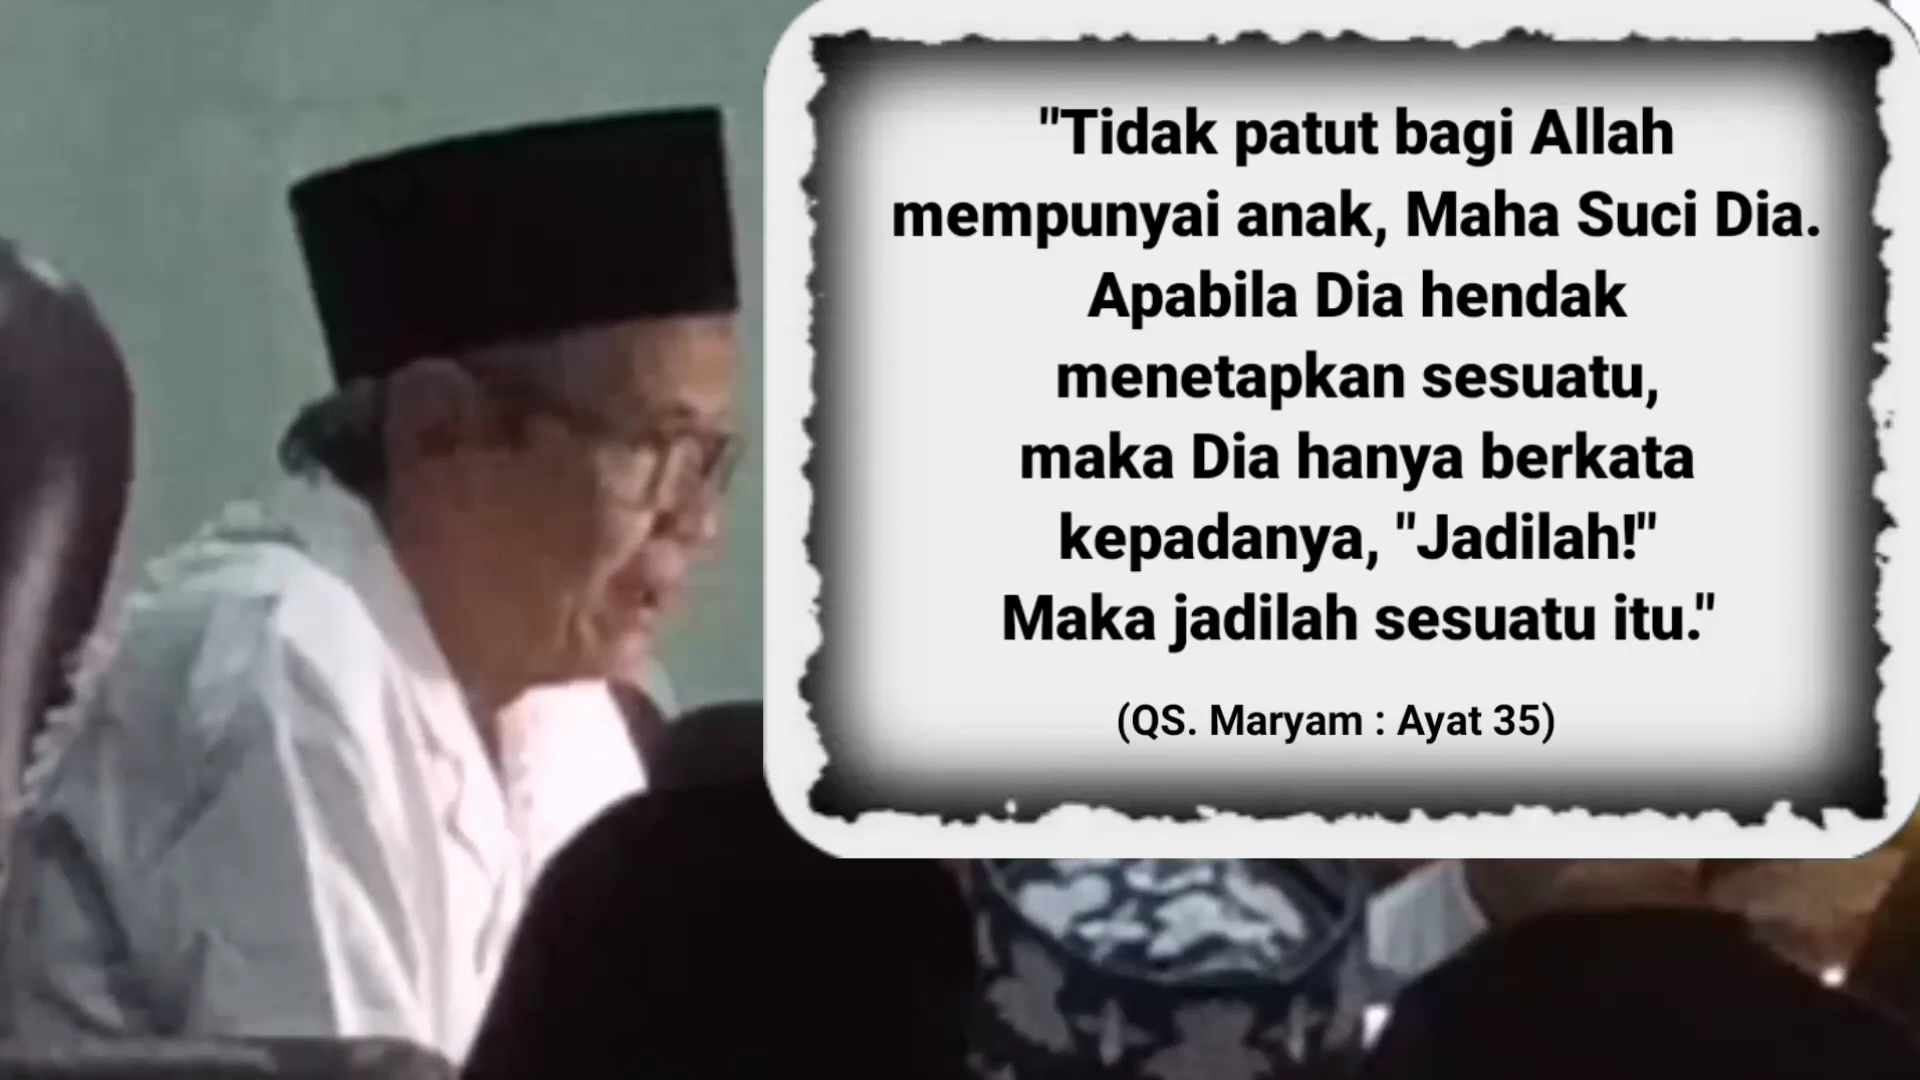 "Tidak patut bagi Allah
mempunyai anak, Maha Suci Dia.
Apabila Dia hendak
menetapkan sesuatu,
maka Dia hanya berkata
kepadanya, "Jadilah!"
Maka jadilah sesuatu itu."
(QS. Maryam : Ayat 35)